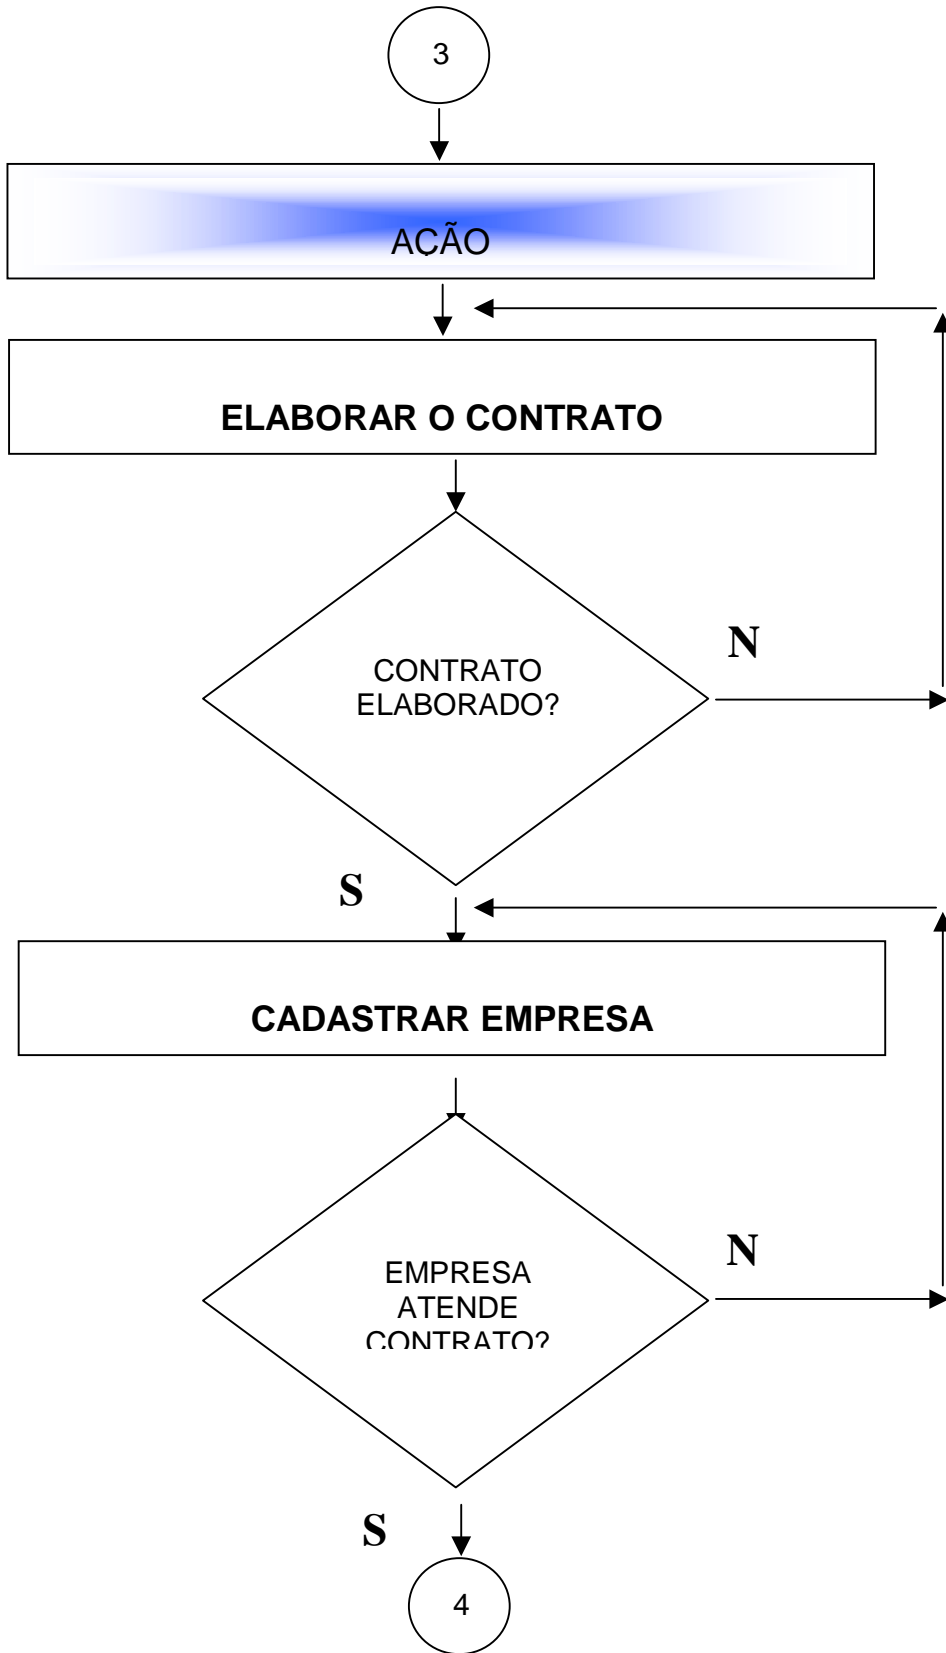 3
AÇÃO
ELABORAR O CONTRATO
N
CONTRATO
ELABORADO?
S
CADASTRAR EMPRESA
N
EMPRESA
ATENDE
CONTRATO?
S
4